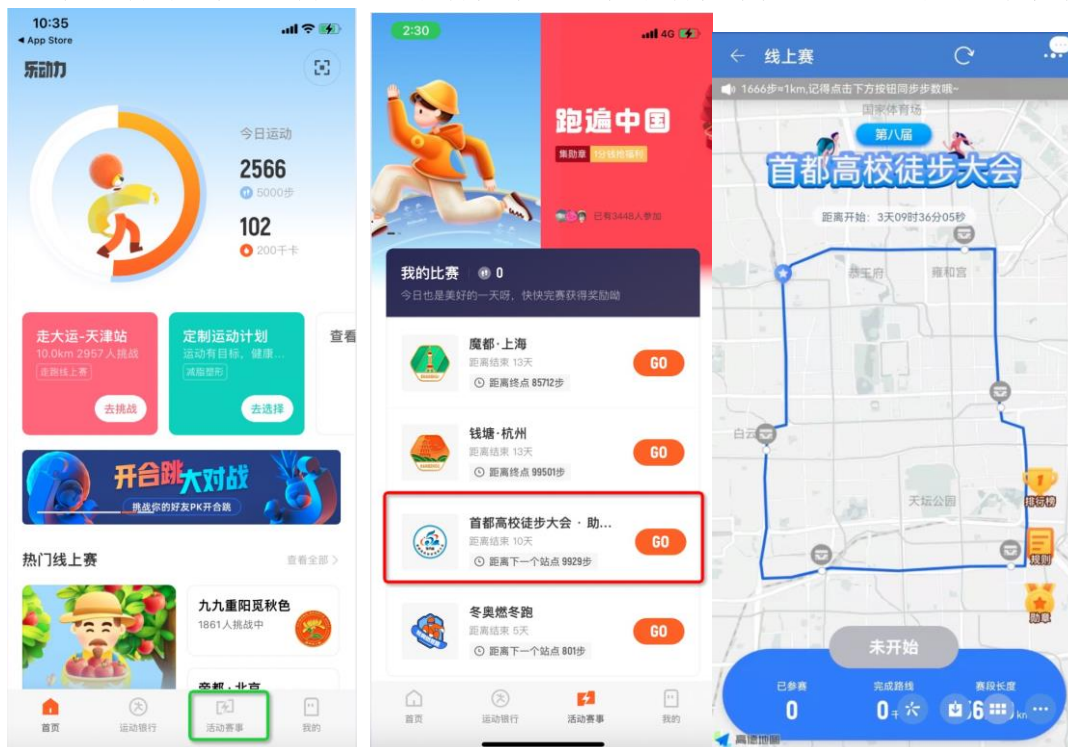 10:35
◀ App Store
乐动力
今日运动
2566
5000步
102
200千卡
走大运-天津站
10.0km 2957人挑战
走跑线上赛
去挑战
定制运动计划
运动有目标，健康...
减脂塑形
去选择
查看
开合跳大对战
挑战你的好友PK开合跳
热门线上赛
查看全部 >
九九重阳觅秋色
1861人挑战中
帝都·北京
首页
运动银行
活动赛事
我的
2:30
4G
跑遍中国
集勋章 1分钱抢福利
已有3448人参加
我的比赛
0
今日也是美好的一天呀，快快完赛获得奖励呦
魔都·上海
距离结束 13天
距离终点 85712步
GO
钱塘·杭州
距离结束 13天
距离终点 99501步
GO
首都高校徒步大会·助...
距离结束 10天
距离下一个站点 9929步
GO
冬奥燃冬跑
距离结束 5天
距离下一个站点 801步
GO
首页
运动银行
活动赛事
我的
线上赛
1666步=1km,记得点击下方按钮同步步数哦~
国家体育场
第八届
首都高校徒步大会
距离开始：3天09时36分05秒
恭王府
雍和宫
白云
天坛公园
排行榜
规则
勋章
未开始
已参赛
完成路线
赛段长度
0
0
km
高德地图